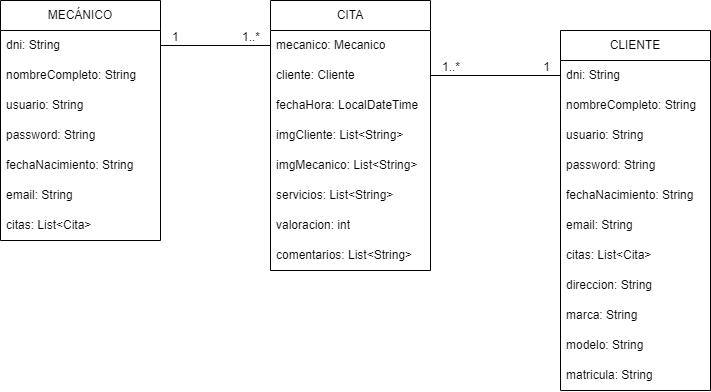 MECÁNICO
dni: String
nombreCompleto: String
usuario: String
password: String
fechaNacimiento: String
email: String
citas: List<Cita>
1
1..*
CITA
mecanico: Mecanico
cliente: Cliente
fechaHora: LocalDateTime
imgCliente: List<String>
imgMecanico: List<String>
servicios: List<String>
valoracion: int
comentarios: List<String>
1..*
1
CLIENTE
dni: String
nombreCompleto: String
usuario: String
password: String
fechaNacimiento: String
email: String
citas: List<Cita>
direccion: String
marca: String
modelo: String
matricula: String